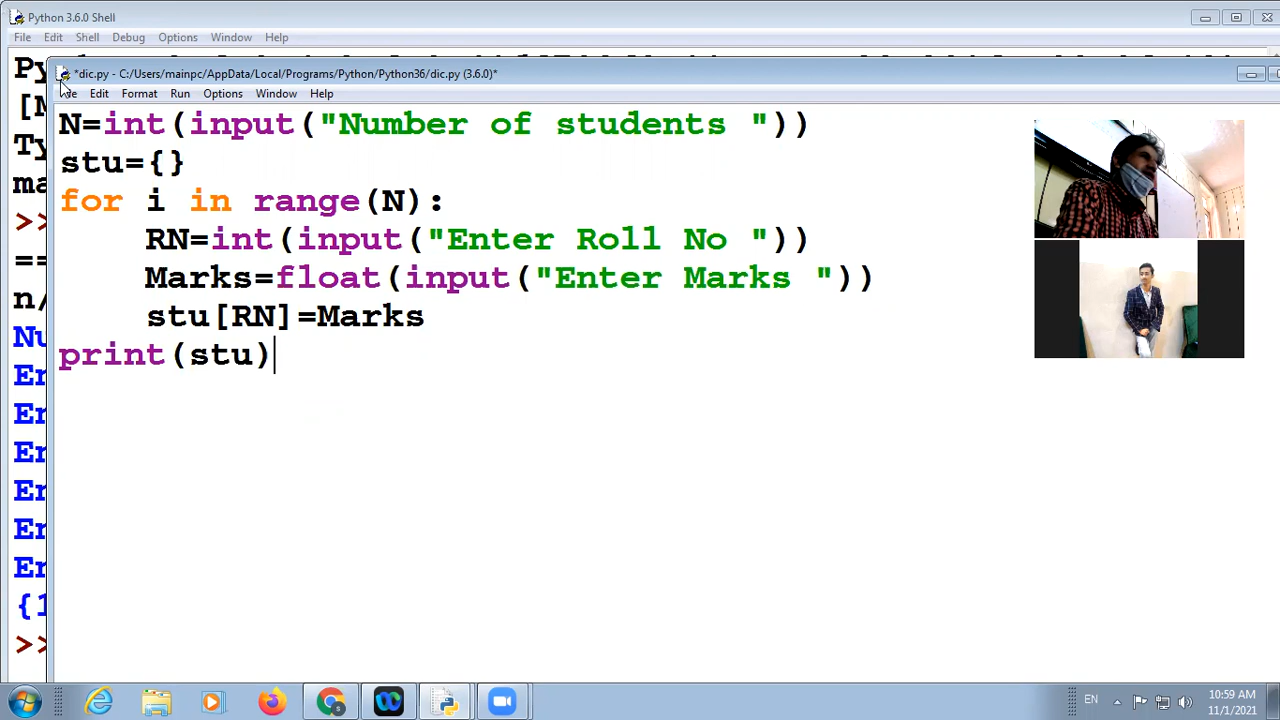 Python 3.6.0 Shell
File Edit Shell Debug Options Window Help
*dic.py - C:/Users/mainpc/AppData/Local/Programs/Python/Python36/dic.py (3.6.0)*
Edit Format Run Options Window Help
N=int(input("Number of students "))
stu={}
for i in range(N):
RN=int(input("Enter Roll No "))
Marks=float(input("Enter Marks "))
stu[RN]=Marks
print(stu)
>>
==
n/
{1
>>
EN
10:59 AM
11/1/2021